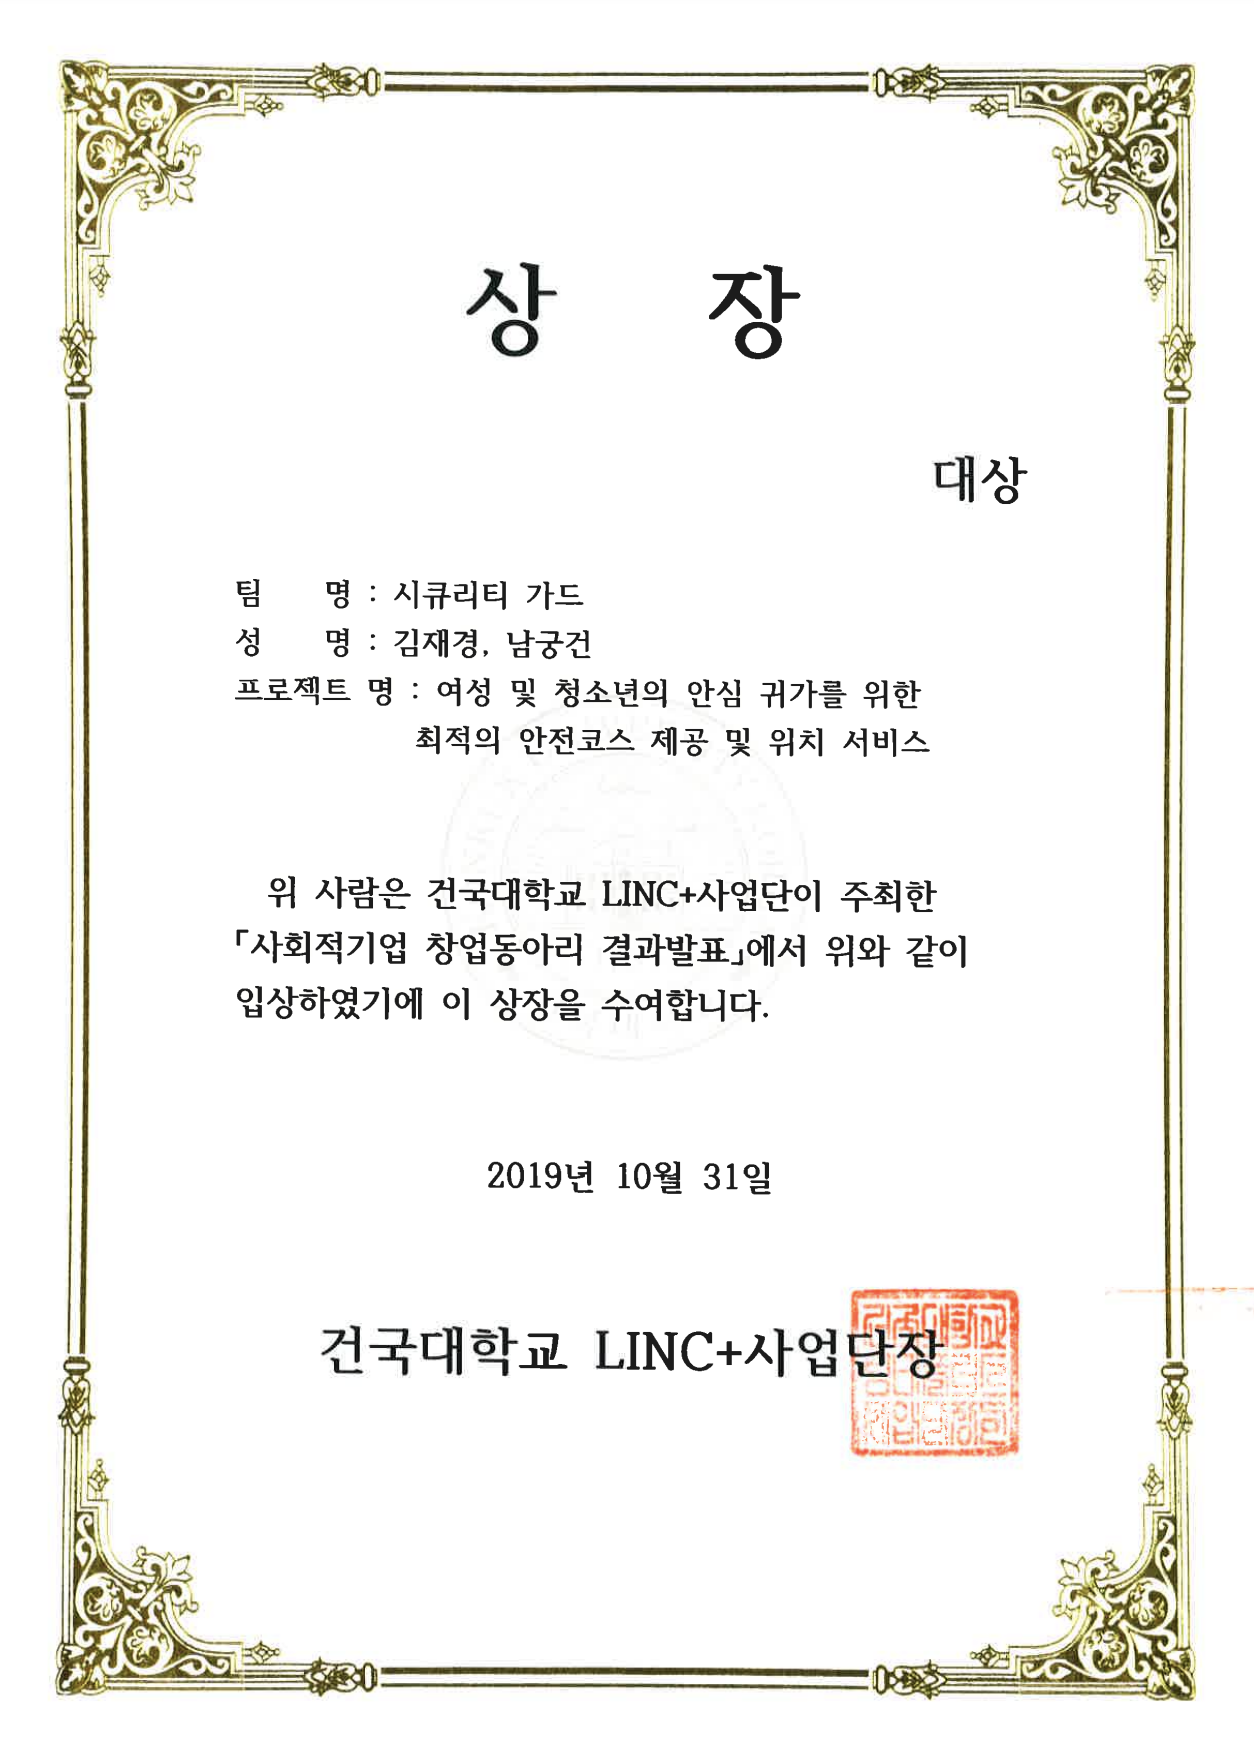 상 장
대상
팀 명 : 시큐리티 가드
성 명 : 김재경, 남궁건
프로젝트 명 : 여성 및 청소년의 안심 귀가를 위한
최적의 안전코스 제공 및 위치 서비스
위 사람은 건국대학교 LINC+사업단이 주최한
「사회적기업 창업동아리 결과발표」에서 위와 같이
입상하였기에 이 상장을 수여합니다.
2019년 10월 31일
건국대학교 LINC+사업단장